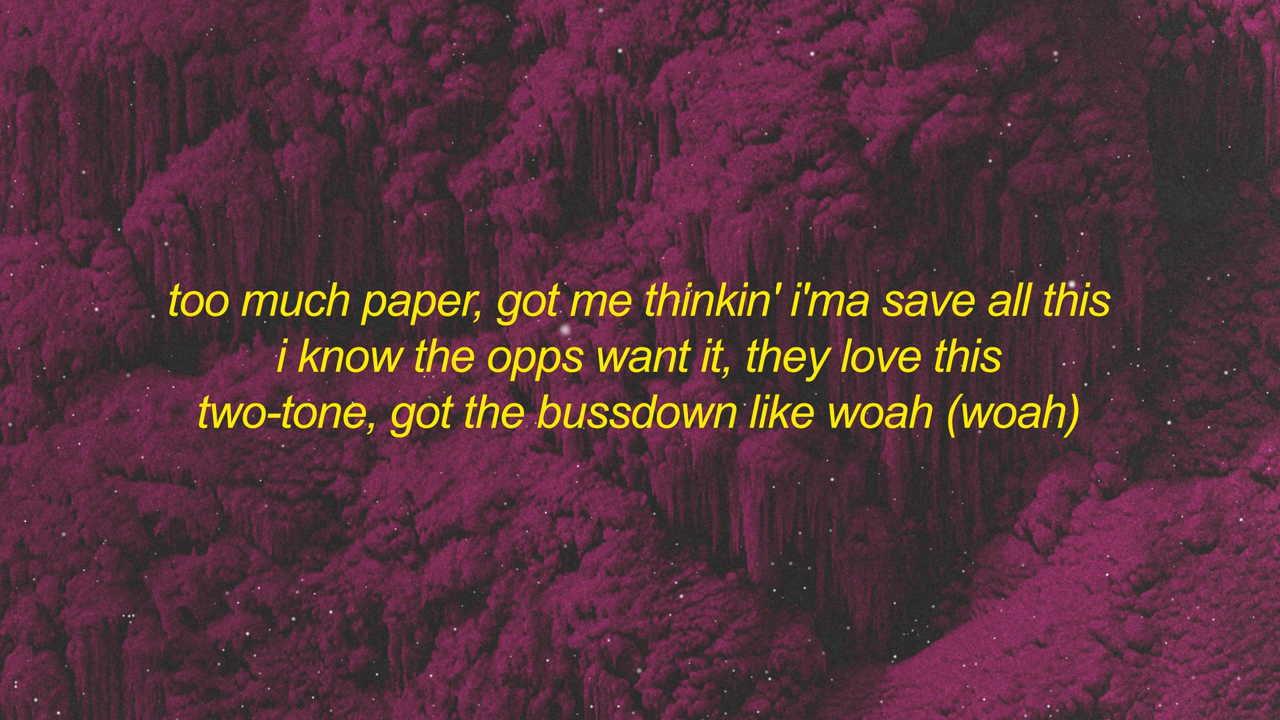 too much paper, got me thinkin' i'ma save all this
i know the opps want it, they love this
two-tone, got the bussdown like woah (woah)